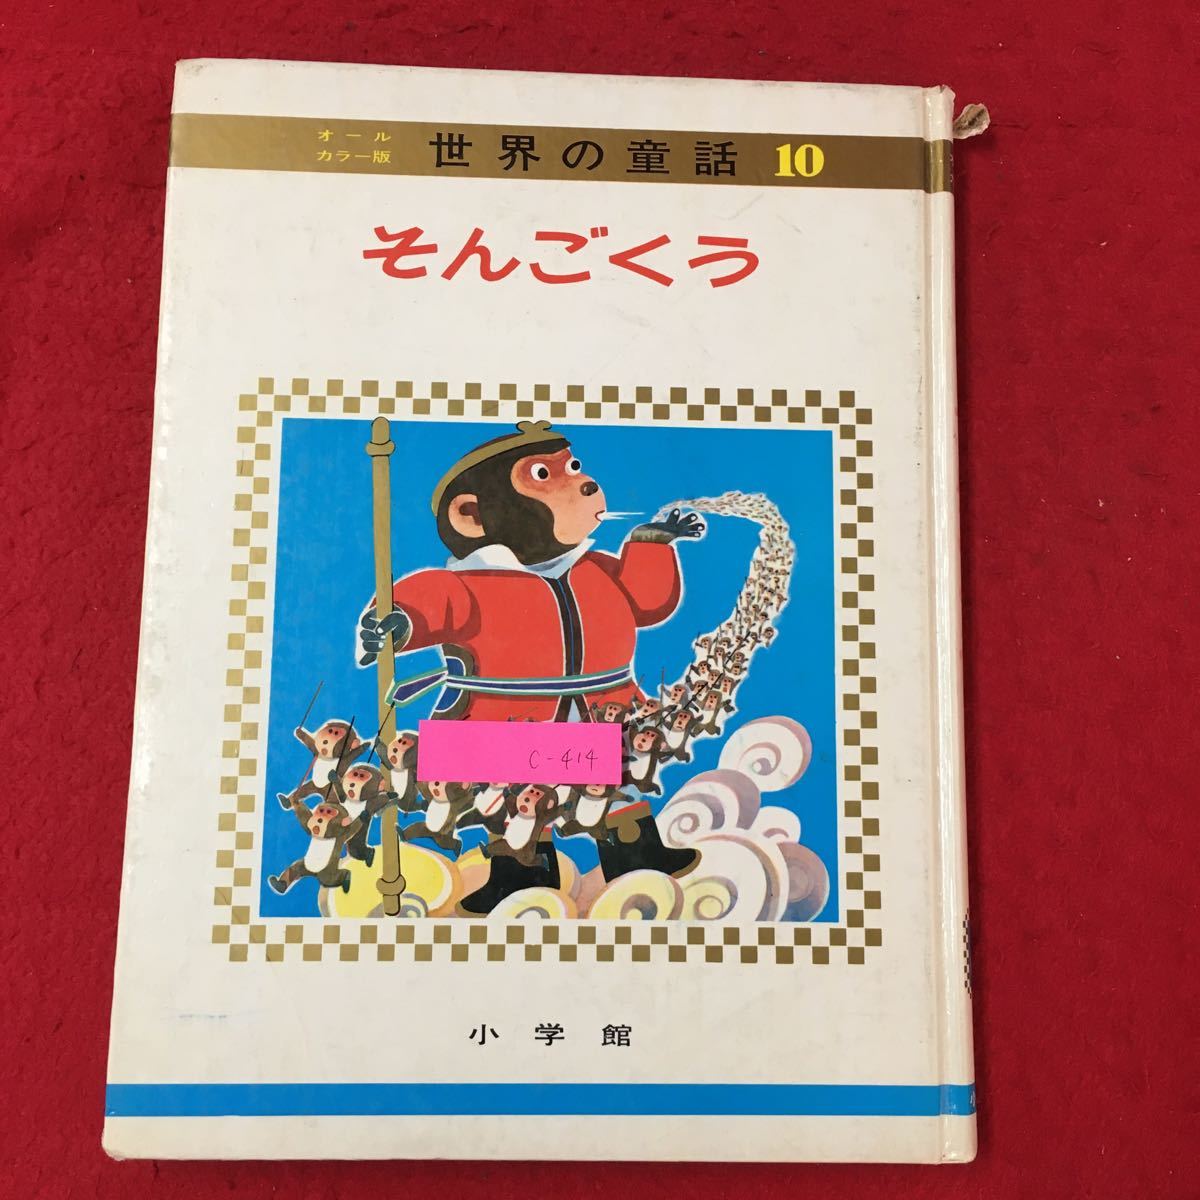 オール
カラー版
世界の童話 10
そんごくう
C-414
小学館